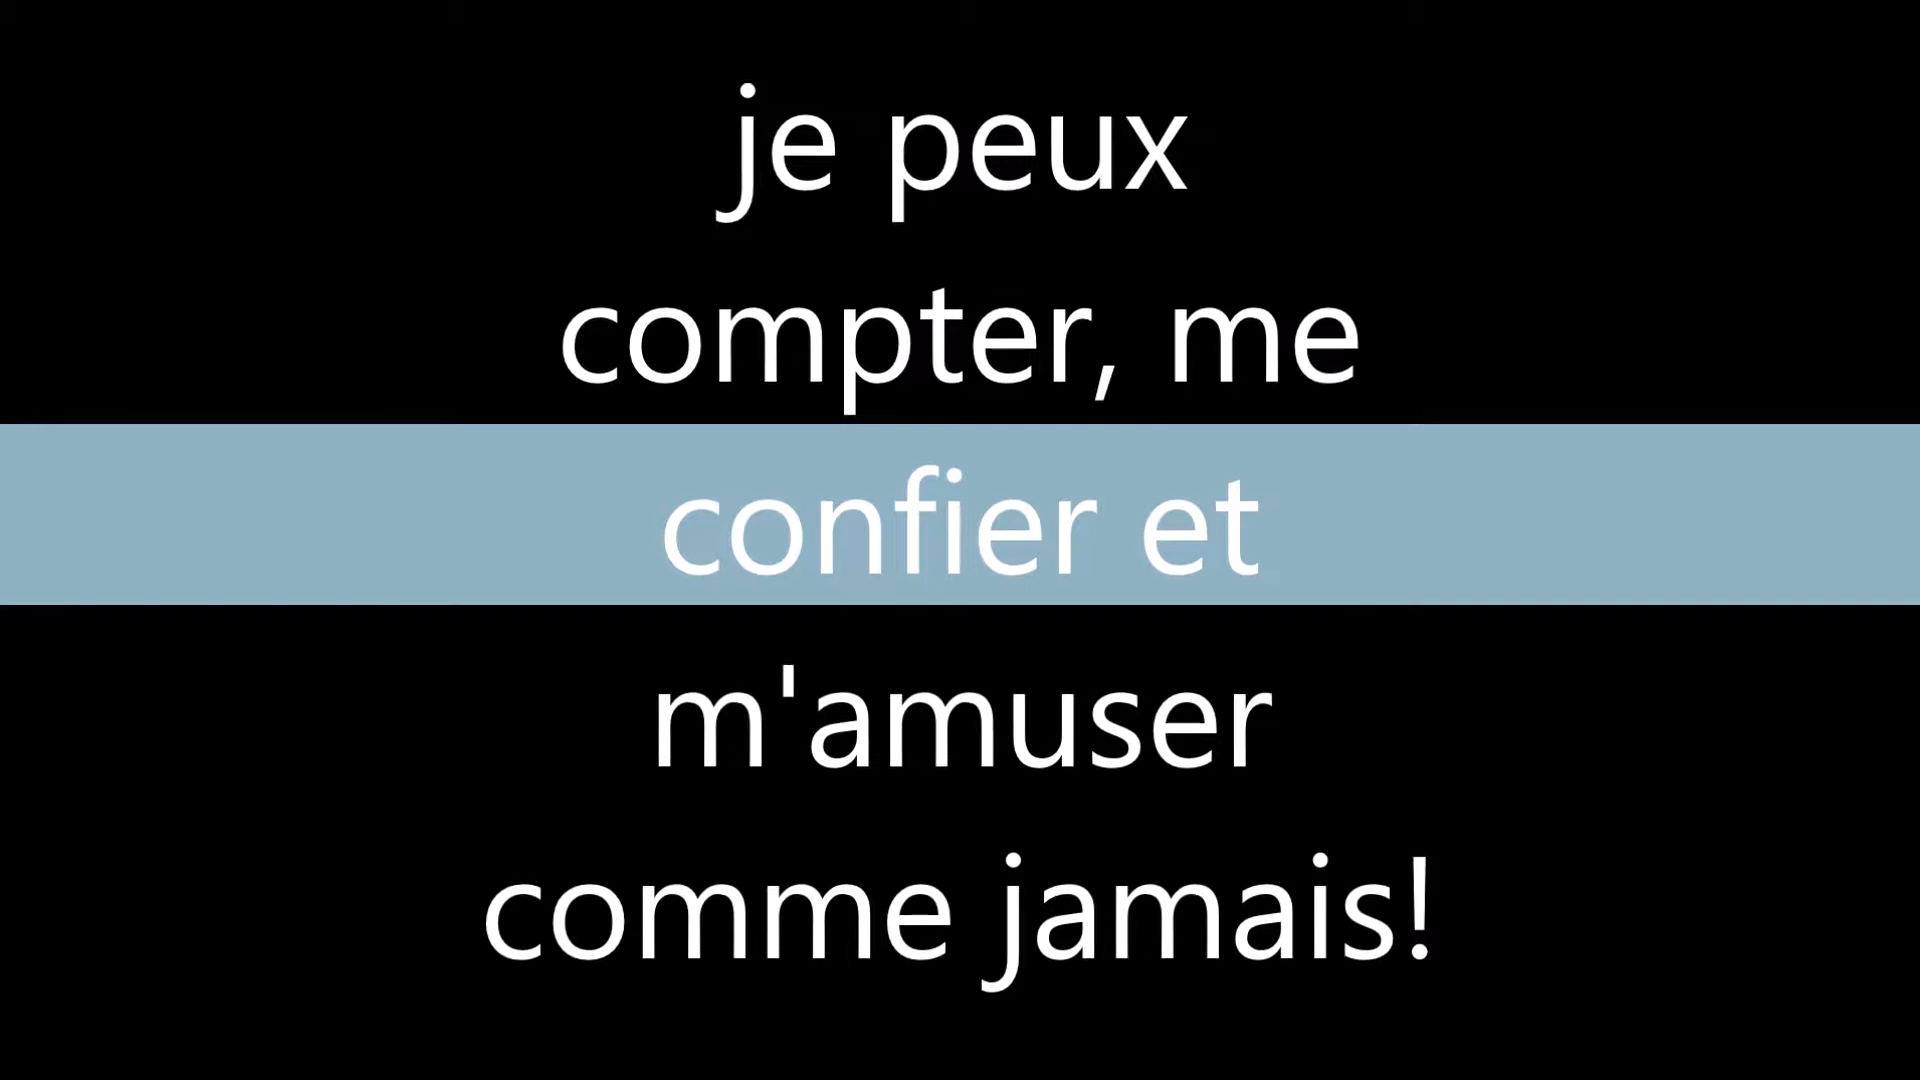 je peux
compter, me
confier et
m'amuser
comme jamais!